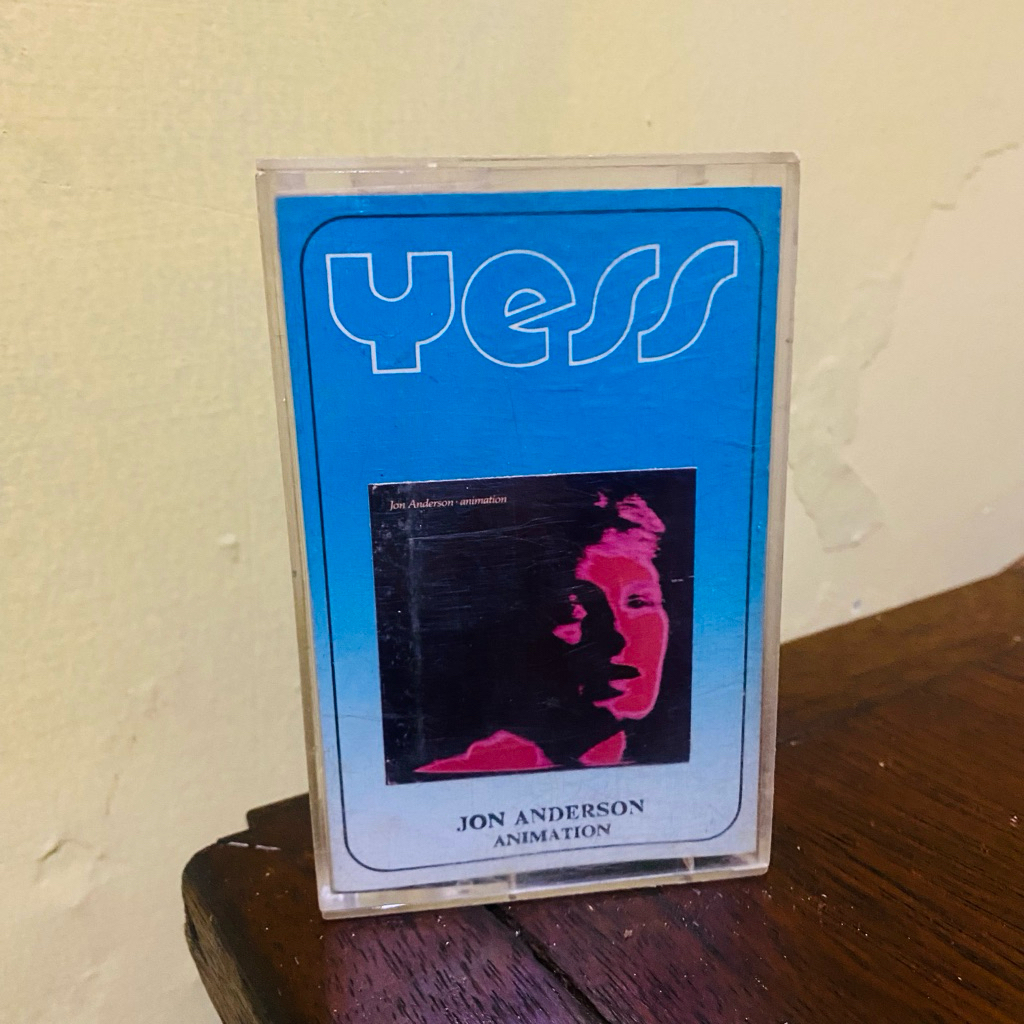 Yess
Jon Anderson · animation
JON ANDERSON
ANIMATION